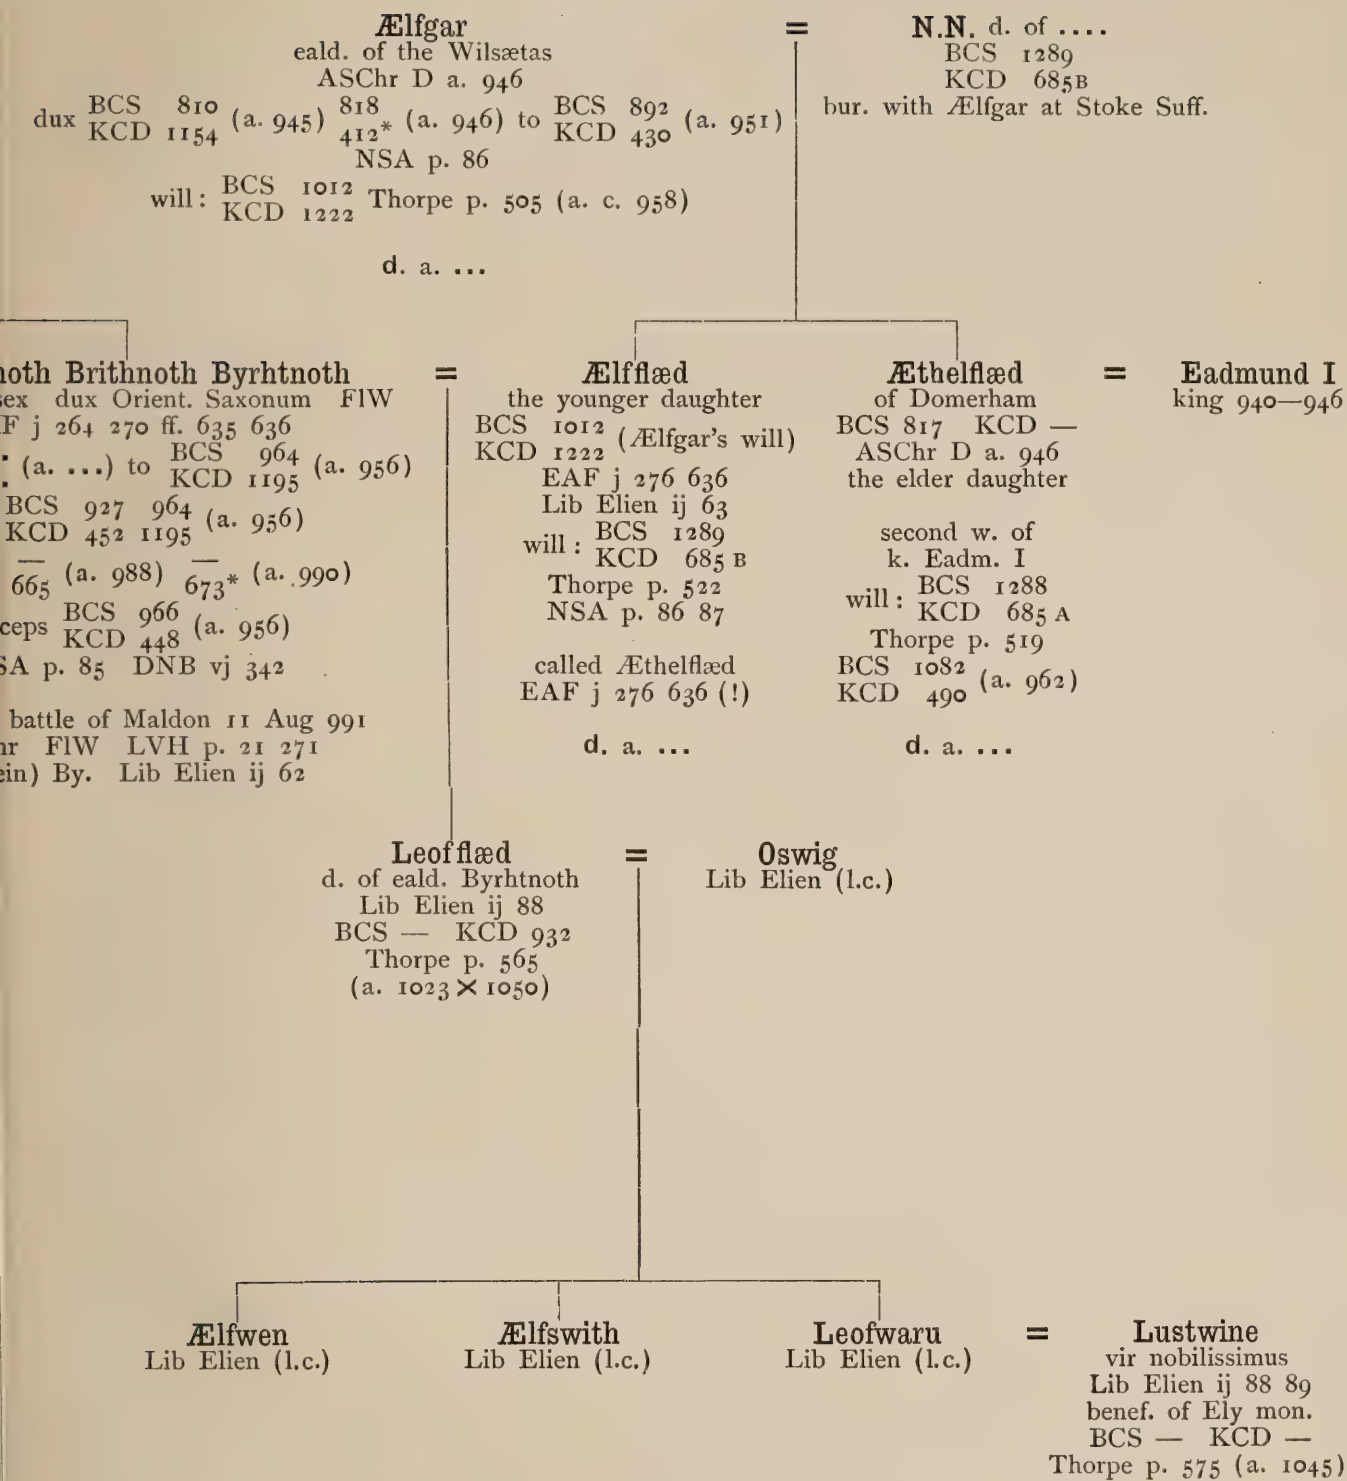 Ælfgar
eald. of the Wilsætas
ASChr D a. 946
dux BCS 810 KCD 1154 (a. 945) 818 412* (a. 946) to BCS 892 KCD 430 (a. 951)
NSA p. 86
will: BCS 1012 KCD 1222 Thorpe p. 505 (a. c. 958)
d. a. ...
=
N.N. d. of ....
BCS 1289
KCD 685B
bur. with Ælfgar at Stoke Suff.
noth Brithnoth Byrhtnoth
sex dux Orient. Saxonum FlW
F j 264 270 ff. 635 636
(a. ...) to BCS 964 KCD 1195 (a. 956)
BCS 927 964 KCD 452 1195 (a. 956)
— 665 (a. 988) — 673* (a. 990)
ceps BCS 966 KCD 448 (a. 956)
SA p. 85 DNB vj 342
battle of Maldon 11 Aug 991
hr FlW LVH p. 21 271
ein) By. Lib Elien ij 62
=
Ælfflæd
the younger daughter
BCS 1012 KCD 1222 (Ælfgar's will)
EAF j 276 636
Lib Elien ij 63
will: BCS 1289 KCD 685 B
Thorpe p. 522
NSA p. 86 87
called Æthelflæd
EAF j 276 636 (!)
d. a. ...
Æthelflæd
of Domerham
BCS 817 KCD —
ASChr D a. 946
the elder daughter
second w. of
k. Eadm. I
will: BCS 1288 KCD 685 A
Thorpe p. 519
BCS 1082 KCD 490 (a. 962)
d. a. ...
=
Eadmund I
king 940—946
Leofflæd
d. of eald. Byrhtnoth
Lib Elien ij 88
BCS — KCD 932
Thorpe p. 565
(a. 1023 × 1050)
=
Oswig
Lib Elien (l.c.)
Ælfwen
Lib Elien (l.c.)
Ælfswith
Lib Elien (l.c.)
Leofwaru
Lib Elien (l.c.)
=
Lustwine
vir nobilissimus
Lib Elien ij 88 89
benef. of Ely mon.
BCS — KCD —
Thorpe p. 575 (a. 1045)